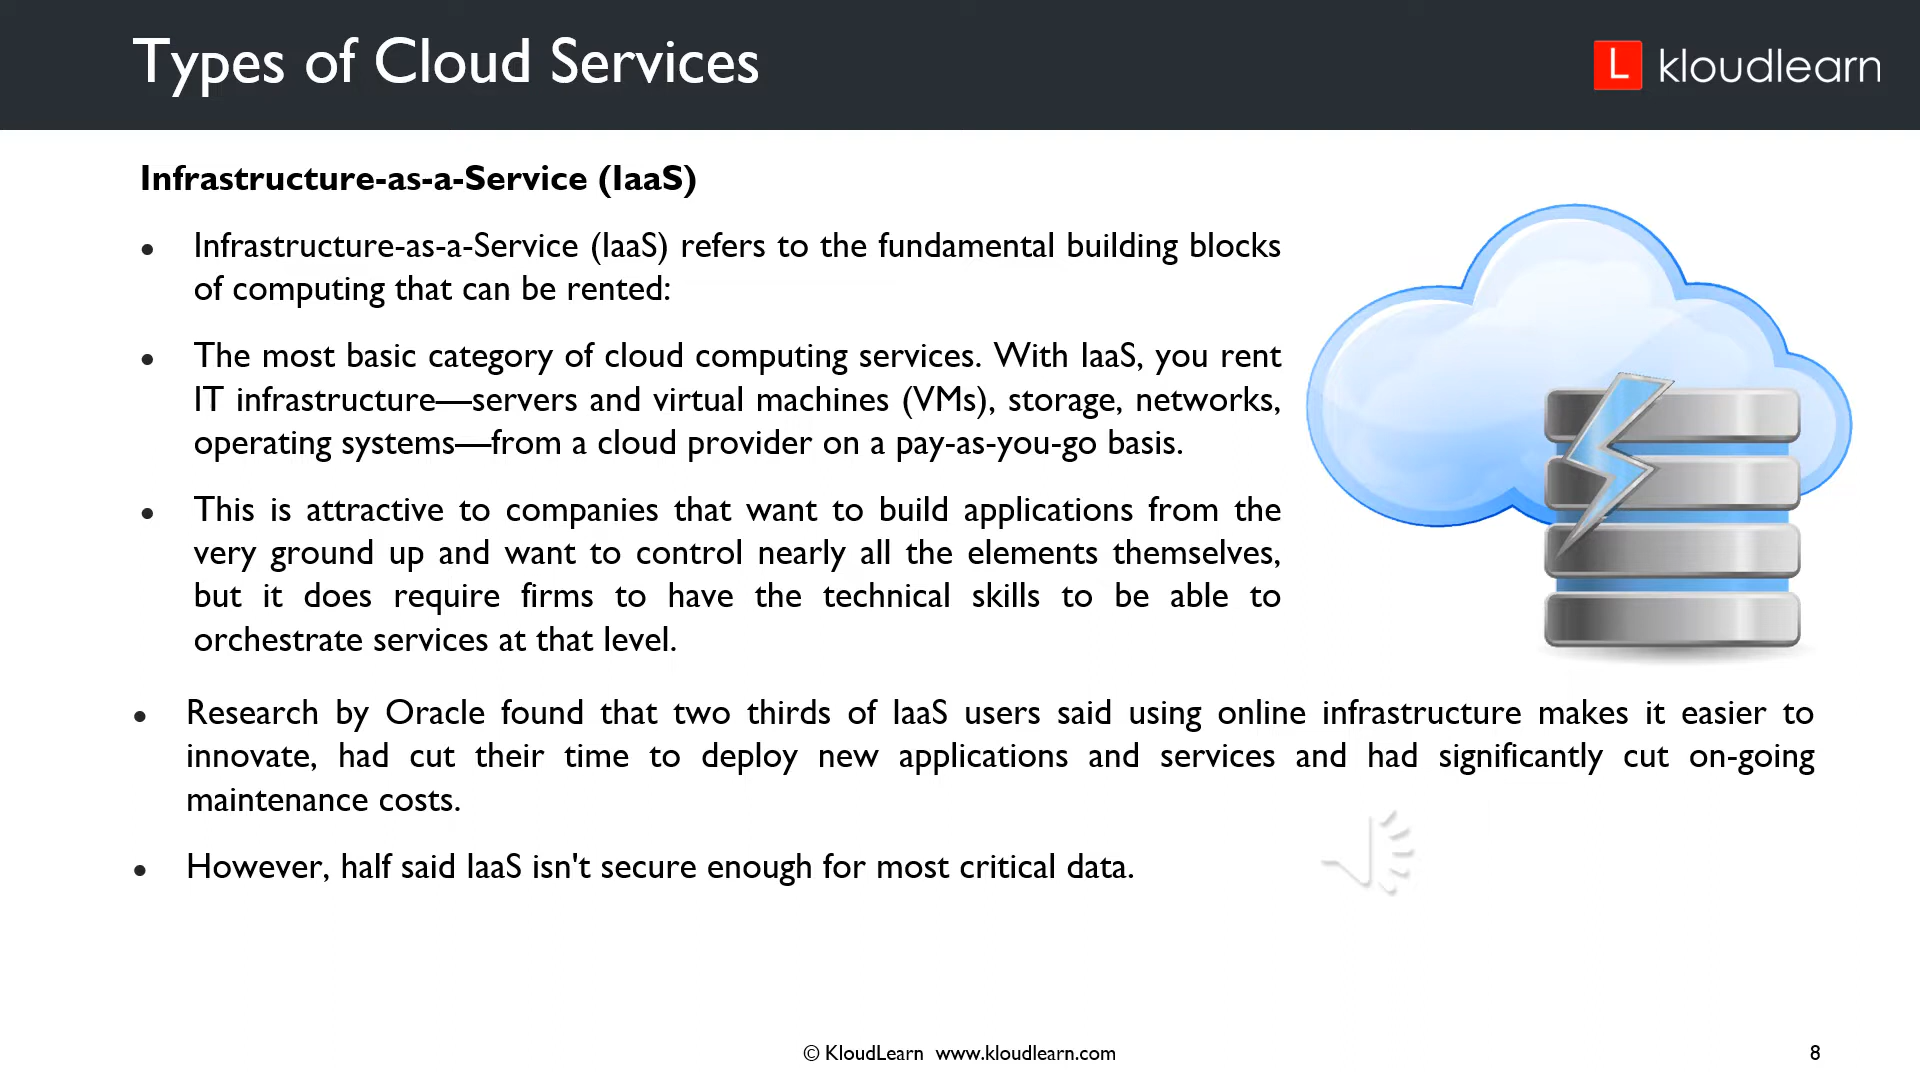 Types of Cloud Services
L kloudlearn
Infrastructure-as-a-Service (IaaS)
• Infrastructure-as-a-Service (IaaS) refers to the fundamental building blocks
of computing that can be rented:
• The most basic category of cloud computing services. With IaaS, you rent
IT infrastructure—servers and virtual machines (VMs), storage, networks,
operating systems—from a cloud provider on a pay-as-you-go basis.
• This is attractive to companies that want to build applications from the
very ground up and want to control nearly all the elements themselves,
but it does require firms to have the technical skills to be able to
orchestrate services at that level.
• Research by Oracle found that two thirds of IaaS users said using online infrastructure makes it easier to
innovate, had cut their time to deploy new applications and services and had significantly cut on-going
maintenance costs.
• However, half said IaaS isn't secure enough for most critical data.
© KloudLearn www.kloudlearn.com
8